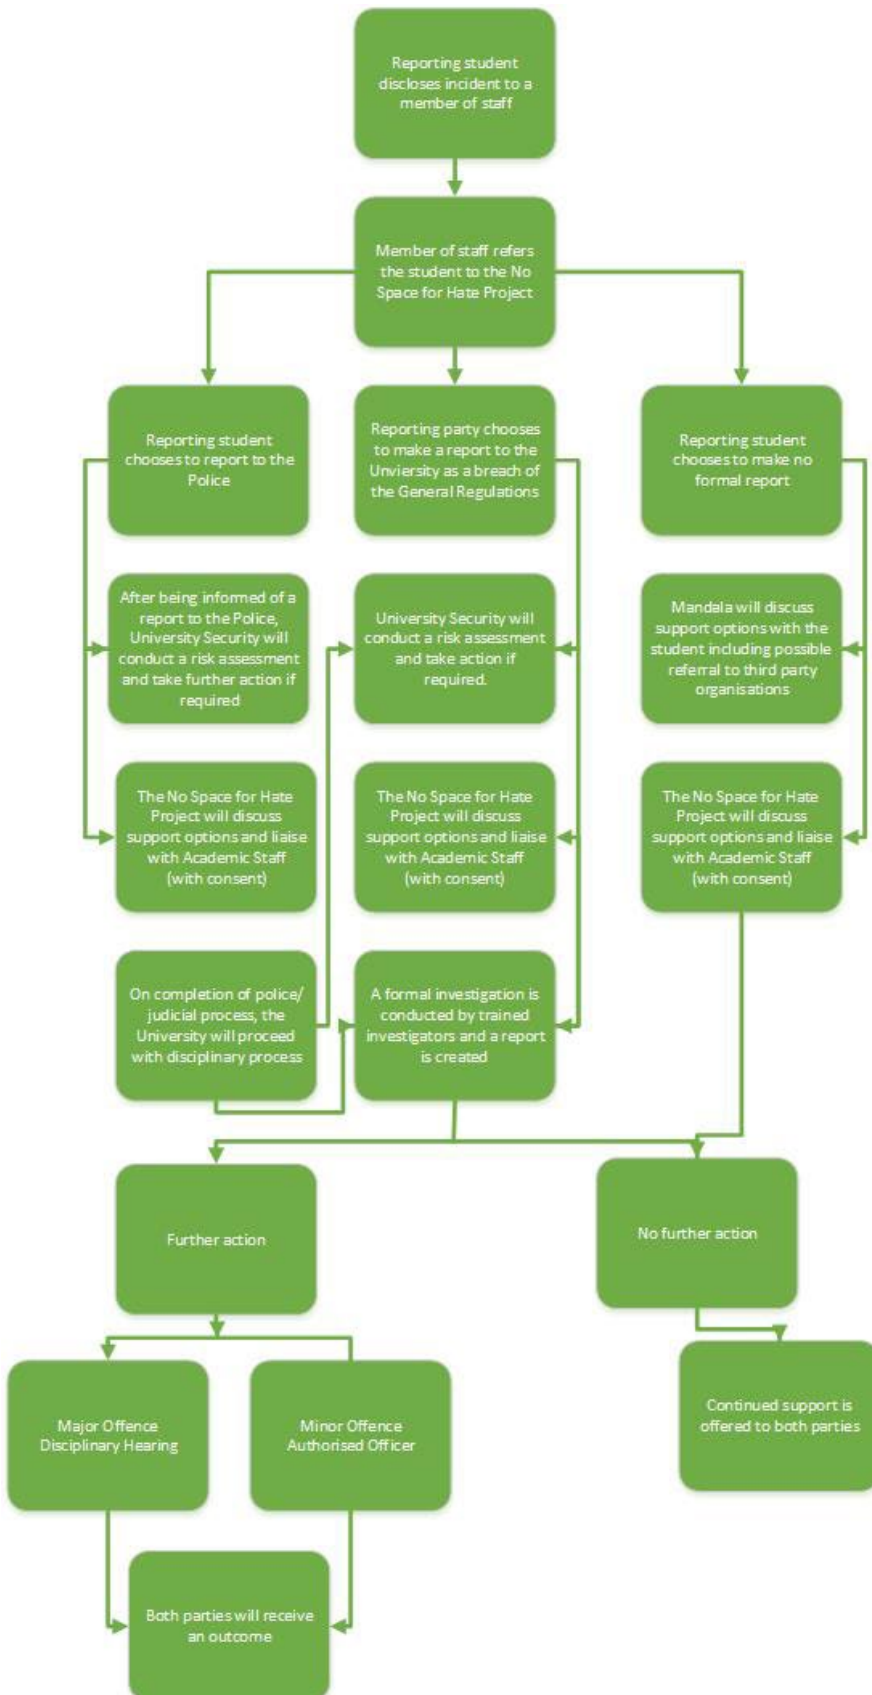 Reporting student
discloses incident to a
member of staff
Member of staff refers
the student to the No
Space for Hate Project
Reporting student
chooses to report to the
Police
Reporting party chooses
to make a report to the
Unviersity as a breach of
the General Regulations
Reporting student
chooses to make no
formal report
After being informed of a
report to the Police,
University Security will
conduct a risk assessment
and take further action if
required
University Security will
conduct a risk assessment
and take action if
required.
Mandala will discuss
support options with the
student including possible
referral to third party
organisations
The No Space for Hate
Project will discuss
support options and liaise
with Academic Staff
(with consent)
The No Space for Hate
Project will discuss
support options and liaise
with Academic Staff
(with consent)
The No Space for Hate
Project will discuss
support options and liaise
with Academic Staff
(with consent)
On completion of police/
judicial process, the
University will proceed
with disciplinary process
A formal investigation is
conducted by trained
investigators and a report
is created
Further action
No further action
Major Offence
Disciplinary Hearing
Minor Offence
Authorised Officer
Continued support is
offered to both parties
Both parties will receive
an outcome